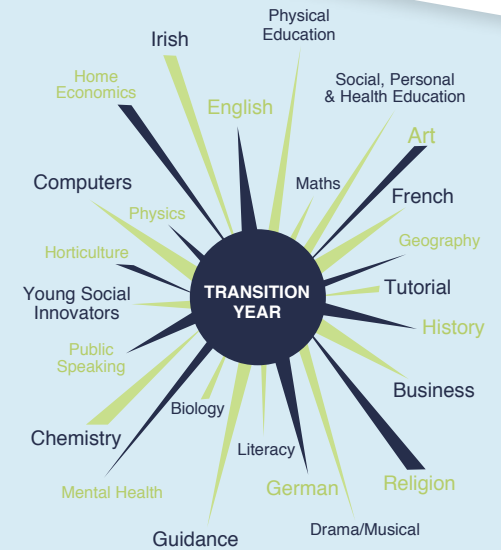 Physical
Education
Irish
Home
Economics
English
Social, Personal
& Health Education
Art
Computers
Maths
French
Physics
Geography
Horticulture
TRANSITION
YEAR
Tutorial
Young Social
Innovators
History
Public
Speaking
Business
Biology
Chemistry
Literacy
Mental Health
German
Religion
Guidance
Drama/Musical